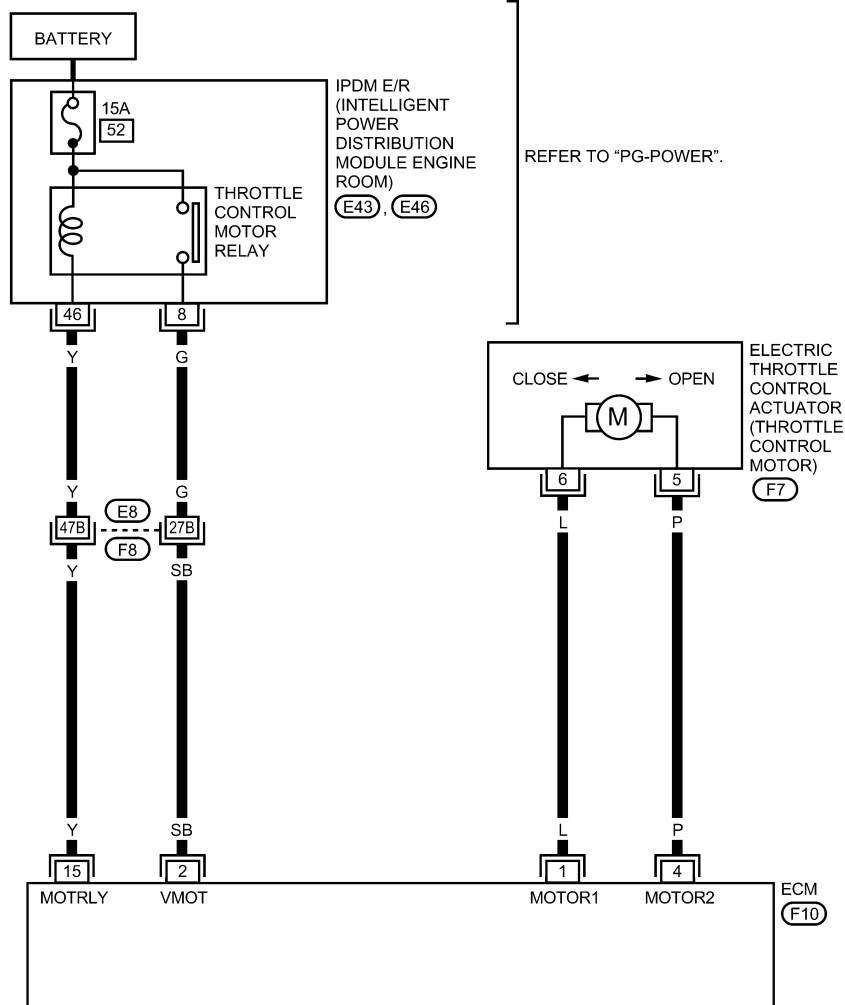 BATTERY
15A
52
IPDM E/R
(INTELLIGENT
POWER
DISTRIBUTION
MODULE ENGINE
ROOM)
E43 , E46
REFER TO “PG-POWER”.
THROTTLE
CONTROL
MOTOR
RELAY
46
8
Y
G
CLOSE
OPEN
M
ELECTRIC
THROTTLE
CONTROL
ACTUATOR
(THROTTLE
CONTROL
MOTOR)
F7
6
5
Y
G
47B
E8
F8
27B
Y
SB
L
P
Y
SB
L
P
15
2
1
4
MOTRLY
VMOT
MOTOR1
MOTOR2
ECM
F10